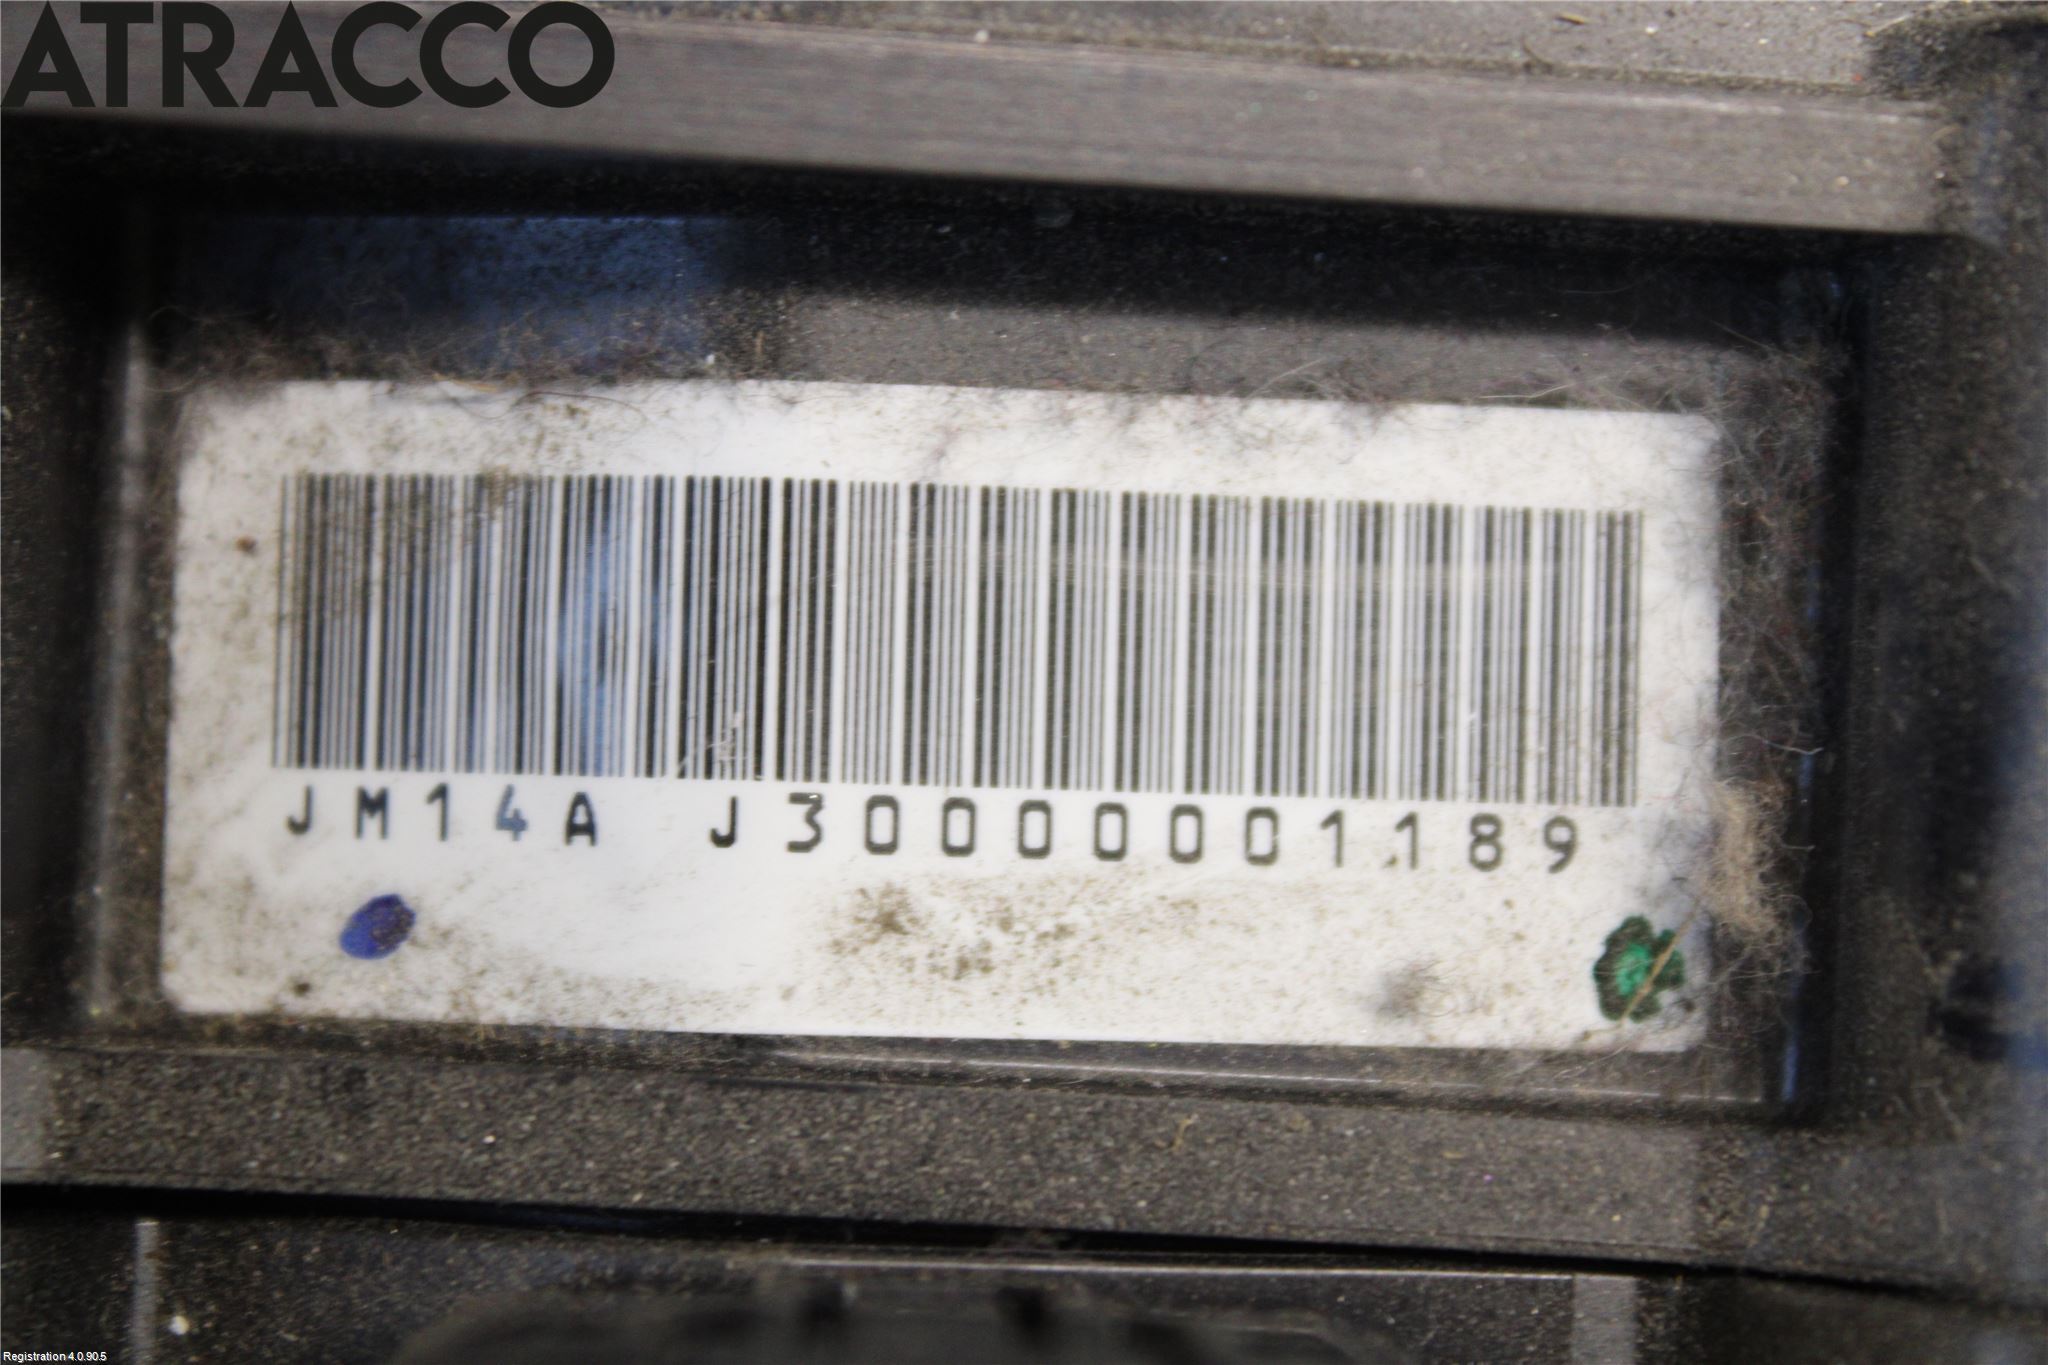 ATRACCO
JM14A J30000001189
Registration 4.0.90.5